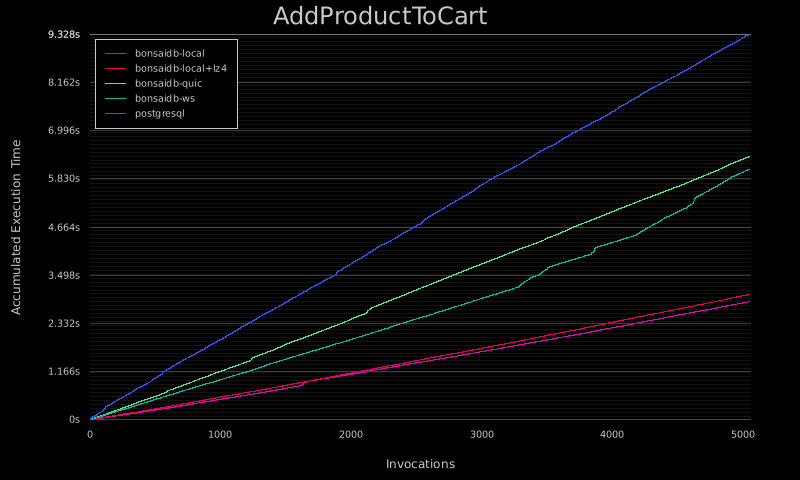 AddProductToCart
9.328s
8.162s
6.996s
5.830s
4.664s
3.498s
2.332s
1.166s
0s
bonsaidb-local
bonsaidb-local+lz4
bonsaidb-quic
bonsaidb-ws
postgresql
Accumulated Execution Time
0 1000 2000 3000 4000 5000
Invocations